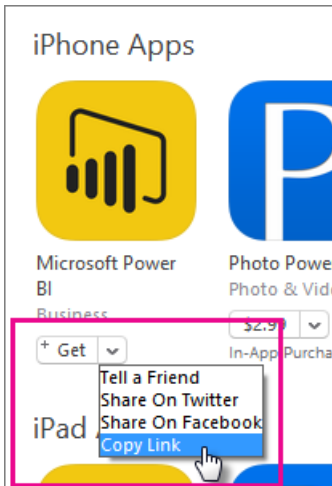 iPhone Apps
Microsoft Power
BI
Business
Photo Powe
Photo & Vid
$2.99
In-App Purcha
+ Get
Tell a Friend
Share On Twitter
Share On Facebook
Copy Link
iPad